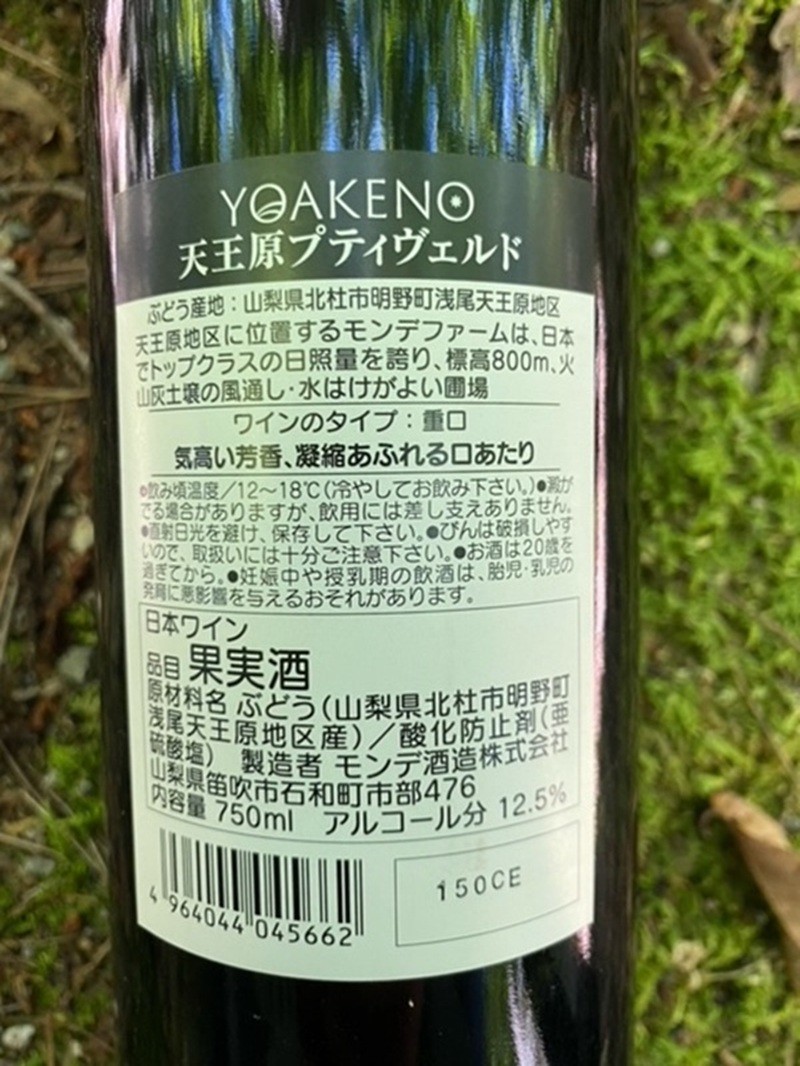 YOAKENO
天王原プティヴェルド
ぶどう産地：山梨県北杜市明野町浅尾天王原地区
天王原地区に位置するモンデファームは、日本
でトップクラスの日照量を誇り、標高800m、火
山灰土壌の風通し・水はけがよい圃場
ワインのタイプ：重口
気高い芳香、凝縮あふれる口あたり
●飲み頃温度／12〜18℃（冷やしてお飲み下さい。）●澱が
でる場合がありますが、飲用には差し支えありません。
●直射日光を避け、保存して下さい。●びんは破損しやす
いので、取扱いには十分ご注意下さい。●お酒は20歳を
過ぎてから。●妊娠中や授乳期の飲酒は、胎児・乳児の
発育に悪影響を与えるおそれがあります。
日本ワイン
品目 果実酒
原材料名 ぶどう（山梨県北杜市明野町
浅尾天王原地区産）／酸化防止剤（亜
硫酸塩） 製造者 モンデ酒造株式会社
山梨県笛吹市石和町市部476
内容量 750ml アルコール分 12.5%
4 964044 045662
150CE